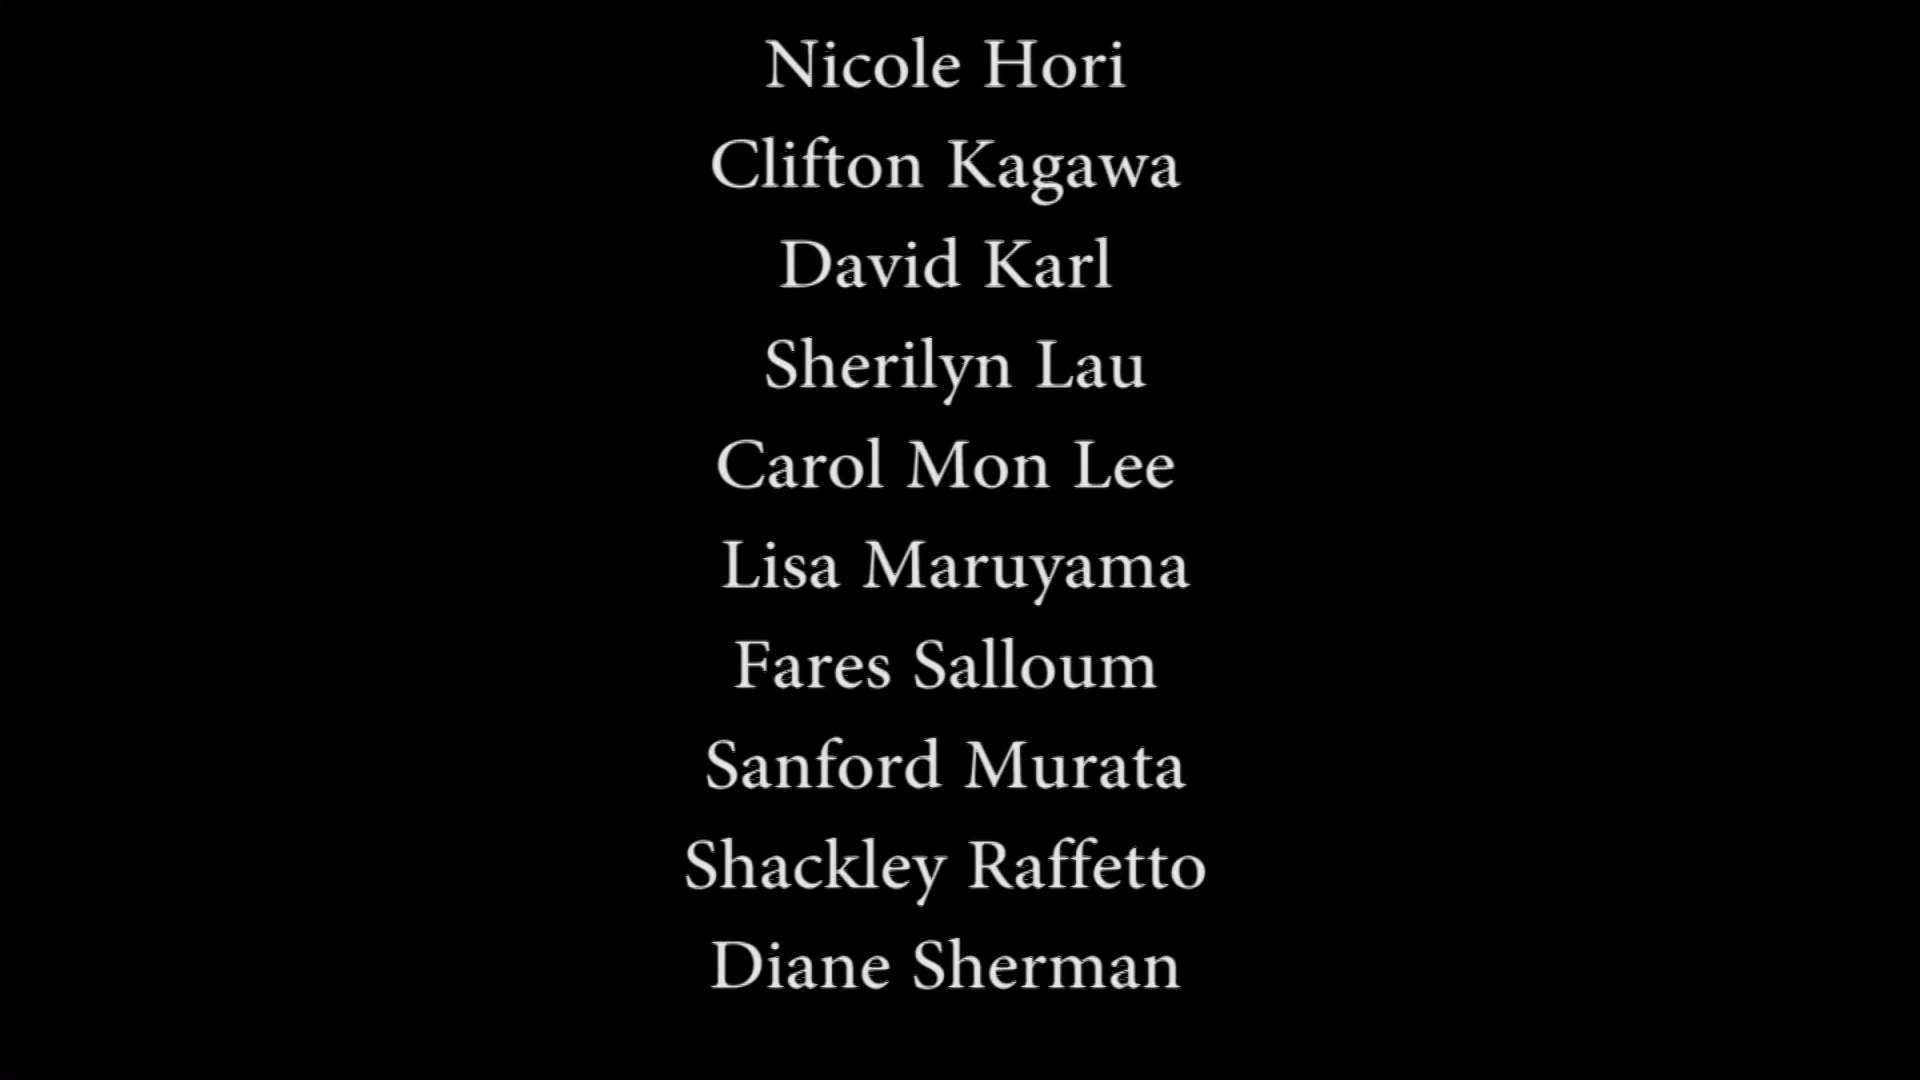 Nicole Hori
Clifton Kagawa
David Karl
Sherilyn Lau
Carol Mon Lee
Lisa Maruyama
Fares Salloum
Sanford Murata
Shackley Raffetto
Diane Sherman